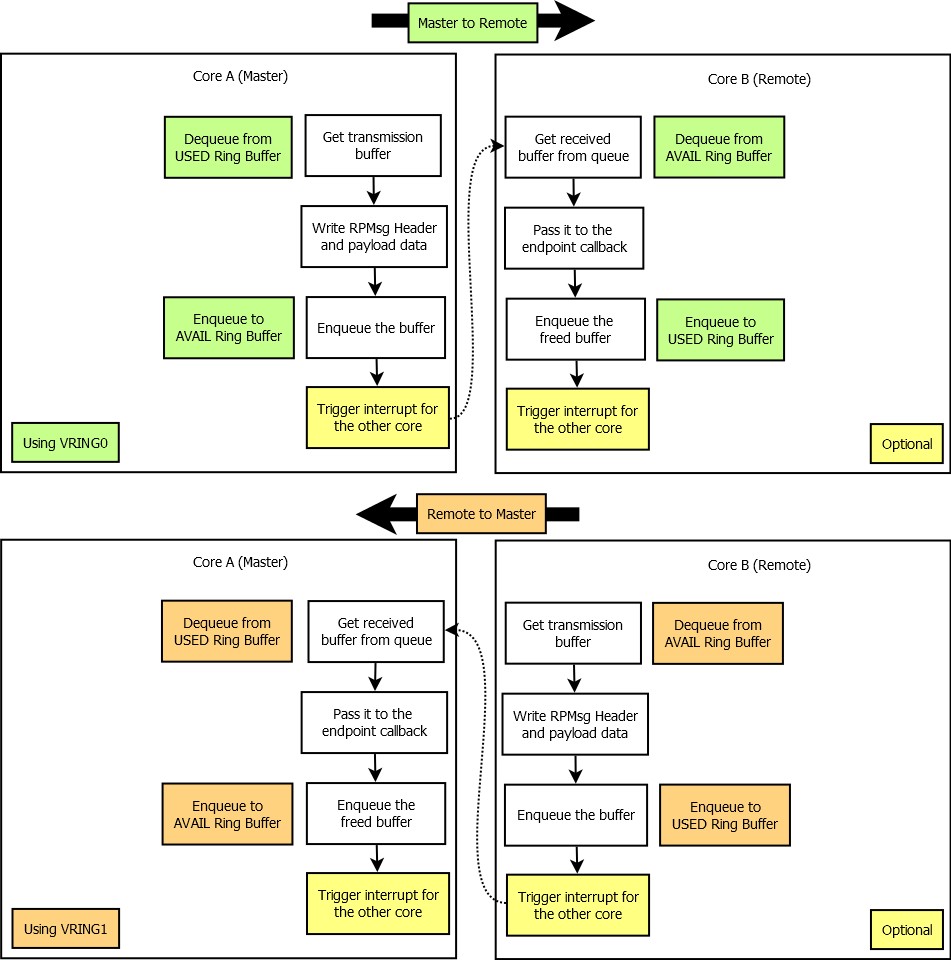 Master to Remote
Core A (Master)
Dequeue from
USED Ring Buffer
Get transmission
buffer
Write RPMsg Header
and payload data
Enqueue to
AVAIL Ring Buffer
Enqueue the buffer
Trigger interrupt for
the other core
Using VRING0
Core B (Remote)
Get received
buffer from queue
Dequeue from
AVAIL Ring Buffer
Pass it to the
endpoint callback
Enqueue the
freed buffer
Enqueue to
USED Ring Buffer
Trigger interrupt for
the other core
Optional
Remote to Master
Core A (Master)
Dequeue from
USED Ring Buffer
Get received
buffer from queue
Pass it to the
endpoint callback
Enqueue to
AVAIL Ring Buffer
Enqueue the
freed buffer
Trigger interrupt for
the other core
Using VRING1
Core B (Remote)
Get transmission
buffer
Dequeue from
AVAIL Ring Buffer
Write RPMsg Header
and payload data
Enqueue the buffer
Enqueue to
USED Ring Buffer
Trigger interrupt for
the other core
Optional